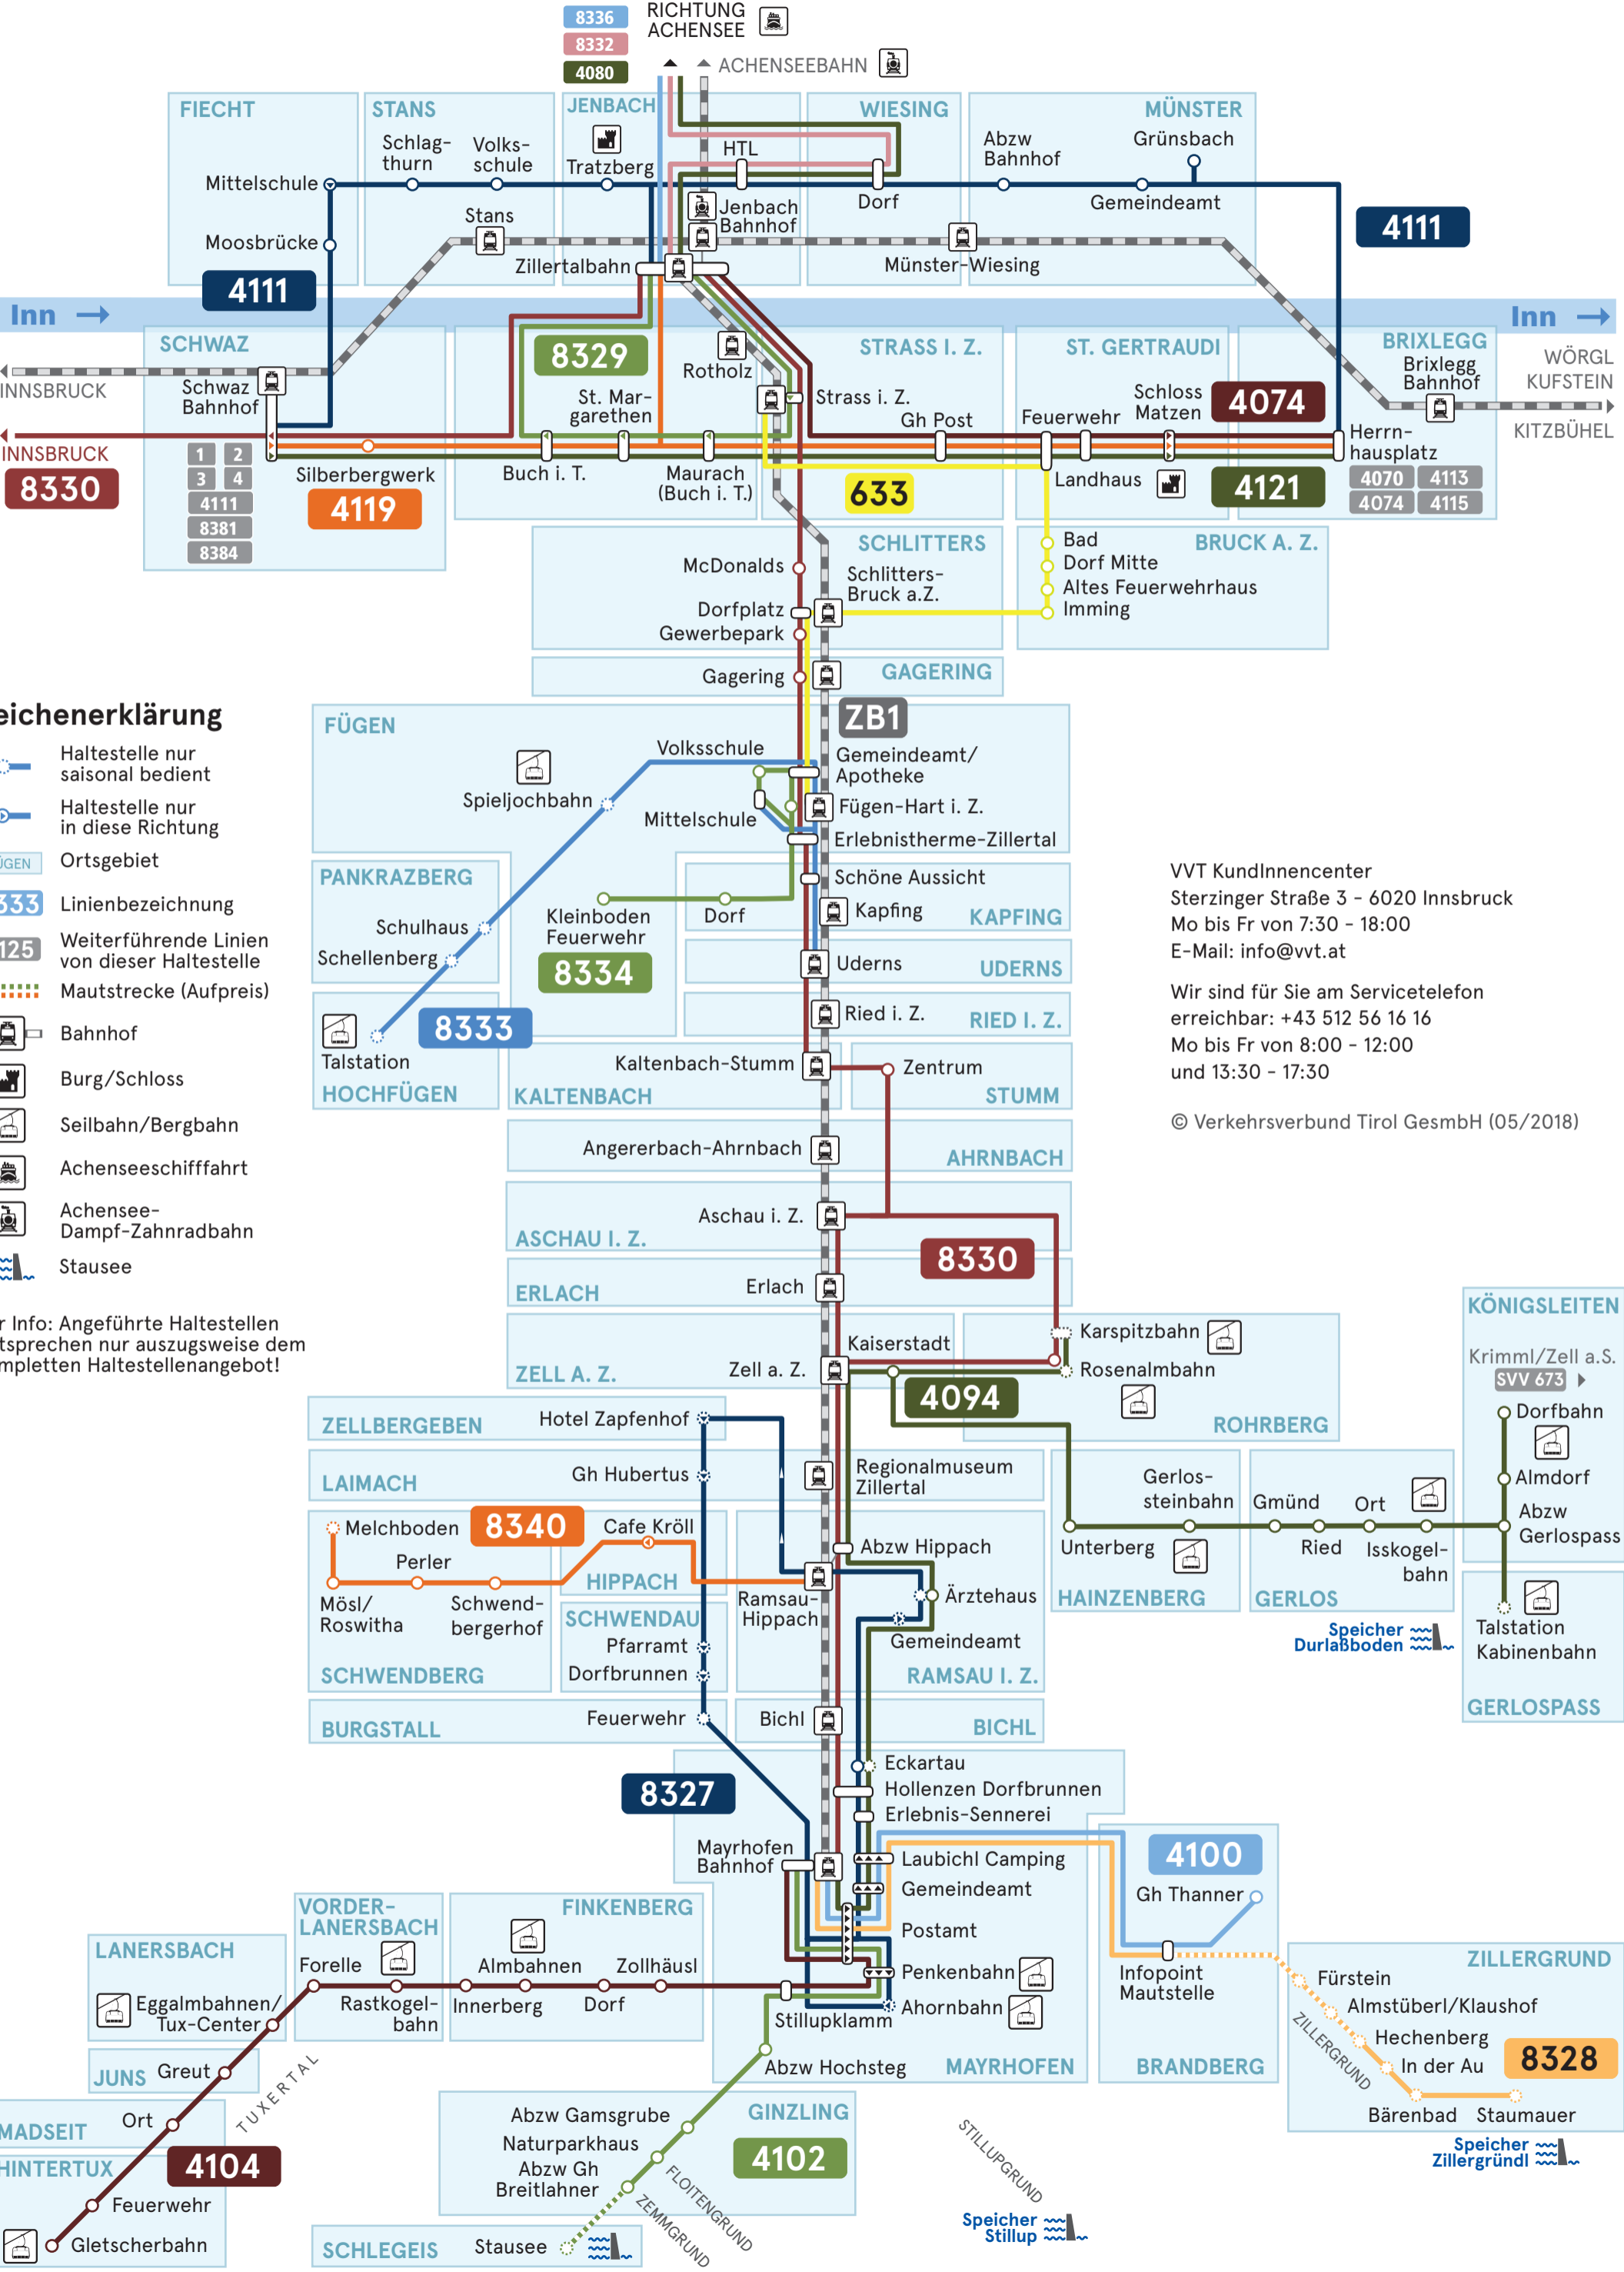 8336
8332
4080
RICHTUNG
ACHENSEE
ACHENSEEBAHN
FIECHT
STANS
JENBACH
WIESING
MÜNSTER
Mittelschule
Moosbrücke
Schlag-
thurn
Volks-
schule
Tratzberg
HTL
Dorf
Abzw
Bahnhof
Grünsbach
Gemeindeamt
Stans
Jenbach
Bahnhof
Zillertalbahn
Münster-Wiesing
4111
4111
Inn →
Inn →
SCHWAZ
INNSBRUCK
Schwaz
Bahnhof
INNSBRUCK
8330
1 2
3 4
4111
8381
8384
Silberbergwerk
4119
8329
St. Mar-
garethen
Buch i. T.
Maurach
(Buch i. T.)
Rotholz
STRASS I. Z.
Strass i. Z.
Gh Post
633
ST. GERTRAUDI
Feuerwehr
Schloss
Matzen
Landhaus
4074
4121
BRIXLEGG
Brixlegg
Bahnhof
WÖRGL
KUFSTEIN
KITZBÜHEL
Herrn-
hausplatz
4070 4113
4074 4115
SCHLITTERS
McDonalds
Schlitters-
Bruck a.Z.
Dorfplatz
Gewerbepark
BRUCK A. Z.
Bad
Dorf Mitte
Altes Feuerwehrhaus
Imming
Gagering
GAGERING
ZB1
FÜGEN
Volksschule
Spieljochbahn
Mittelschule
Gemeindeamt/
Apotheke
Fügen-Hart i. Z.
Erlebnistherme-Zillertal
PANKRAZBERG
Schulhaus
Schellenberg
Kleinboden
Feuerwehr
Dorf
8334
Schöne Aussicht
Kapfing
KAPFING
Uderns
UDERNS
Ried i. Z.
RIED I. Z.
8333
Talstation
HOCHFÜGEN
Kaltenbach-Stumm
KALTENBACH
Zentrum
STUMM
Angererbach-Ahrnbach
AHRNBACH
Aschau i. Z.
ASCHAU I. Z.
8330
Erlach
ERLACH
eichenerklärung
Haltestelle nur
saisonal bedient
Haltestelle nur
in diese Richtung
ÜGEN
Ortsgebiet
333
Linienbezeichnung
125
Weiterführende Linien
von dieser Haltestelle
Mautstrecke (Aufpreis)
Bahnhof
Burg/Schloss
Seilbahn/Bergbahn
Achenseeschifffahrt
Achensee-
Dampf-Zahnradbahn
Stausee
r Info: Angeführte Haltestellen
tsprechen nur auszugsweise dem
mpletten Haltestellenangebot!
VVT KundInnencenter
Sterzinger Straße 3 - 6020 Innsbruck
Mo bis Fr von 7:30 - 18:00
E-Mail: info@vvt.at
Wir sind für Sie am Servicetelefon
erreichbar: +43 512 56 16 16
Mo bis Fr von 8:00 - 12:00
und 13:30 - 17:30
© Verkehrsverbund Tirol GesmbH (05/2018)
Kaiserstadt
Zell a. Z.
ZELL A. Z.
Karspitzbahn
Rosenalmbahn
4094
ROHRBERG
KÖNIGSLEITEN
Krimml/Zell a.S.
SVV 673
Dorfbahn
Almdorf
Abzw
Gerlospass
ZELLBERGEBEN
Hotel Zapfenhof
LAIMACH
Gh Hubertus
Regionalmuseum
Zillertal
Gerlos-
steinbahn
Unterberg
HAINZENBERG
Gmünd
Ort
Ried
Isskogel-
bahn
GERLOS
Melchboden
8340
Cafe Kröll
Perler
HIPPACH
Mösl/
Roswitha
Schwend-
bergerhof
SCHWENDBERG
SCHWENDAU
Pfarramt
Dorfbrunnen
Abzw Hippach
Ramsau-
Hippach
Ärztehaus
Gemeindeamt
RAMSAU I. Z.
Speicher
Durlaßboden
Talstation
Kabinenbahn
GERLOSPASS
BURGSTALL
Feuerwehr
Bichl
BICHL
8327
Eckartau
Hollenzen Dorfbrunnen
Erlebnis-Sennerei
Mayrhofen
Bahnhof
Laubichl Camping
Gemeindeamt
Postamt
Penkenbahn
Ahornbahn
Stillupklamm
Abzw Hochsteg
MAYRHOFEN
4100
Gh Thanner
Infopoint
Mautstelle
BRANDBERG
ZILLERGRUND
Fürstein
Almstüberl/Klaushof
Hechenberg
In der Au
8328
ZILLERGRUND
Bärenbad
Staumauer
Speicher
Zillergründl
VORDER-
LANERSBACH
Forelle
Rastkogel-
bahn
FINKENBERG
Almbahnen
Zollhäusl
Innerberg
Dorf
LANERSBACH
Eggalmbahnen/
Tux-Center
JUNS
Greut
TUXERTAL
MADSEIT
Ort
HINTERTUX
4104
Feuerwehr
Gletscherbahn
Abzw Gamsgrube
GINZLING
Naturparkhaus
4102
Abzw Gh
Breitlahner
FLOITENGRUND
ZEMMGRUND
SCHLEGEIS
Stausee
STILLUPGRUND
Speicher
Stillup